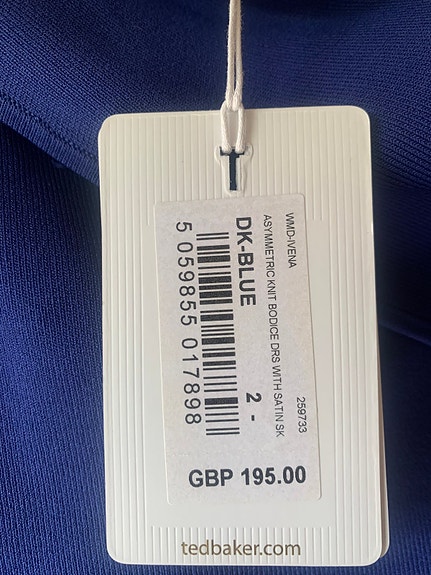 t
WMD-IVENA 259733
ASYMMETRIC KNIT BODICE DRS WITH SATIN SK
DK-BLUE 2 -
5 059855 017898
GBP 195.00
tedbaker.com